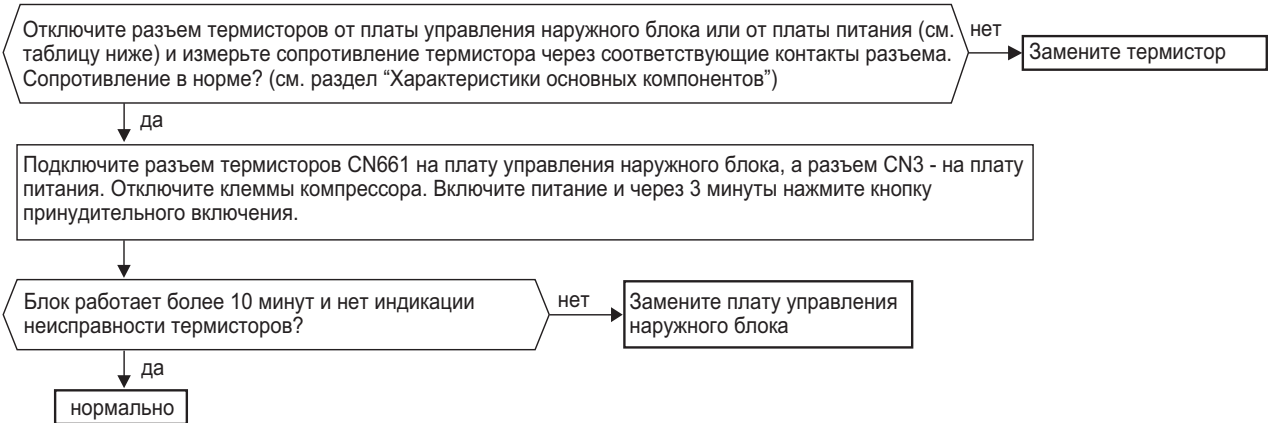 Отключите разъем термисторов от платы управления наружного блока или от платы питания (см.
таблицу ниже) и измерьте сопротивление термистора через соответствующие контакты разъема.
Сопротивление в норме? (см. раздел “Характеристики основных компонентов”)
нет
Замените термистор
да
Подключите разъем термисторов CN661 на плату управления наружного блока, а разъем CN3 - на плату
питания. Отключите клеммы компрессора. Включите питание и через 3 минуты нажмите кнопку
принудительного включения.
Блок работает более 10 минут и нет индикации
неисправности термисторов?
нет
Замените плату управления
наружного блока
да
нормально